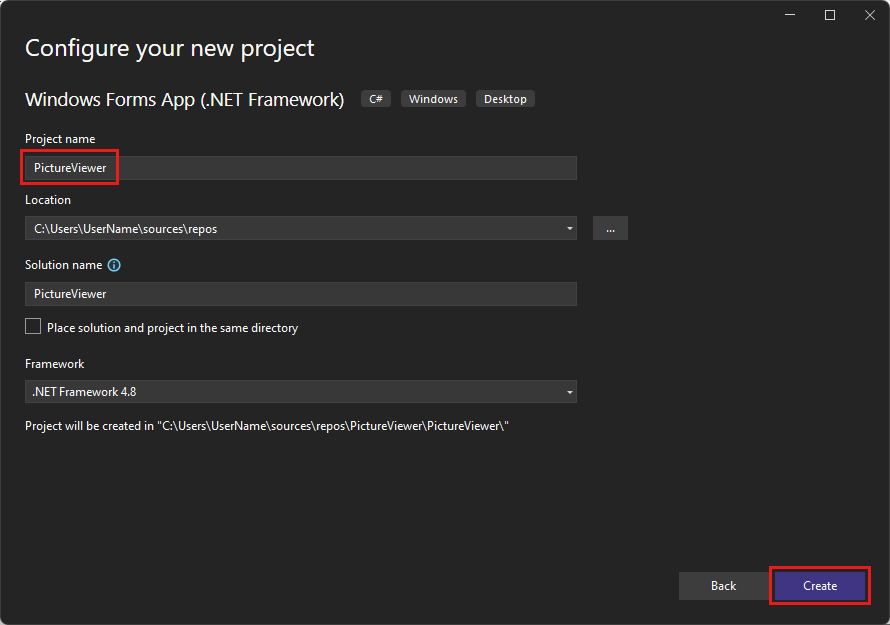 Configure your new project
Windows Forms App (.NET Framework) C# Windows Desktop
Project name
PictureViewer
Location
C:\Users\UserName\sources\repos
...
Solution name
PictureViewer
Place solution and project in the same directory
Framework
.NET Framework 4.8
Project will be created in "C:\Users\UserName\sources\repos\PictureViewer\PictureViewer\"
Back Create